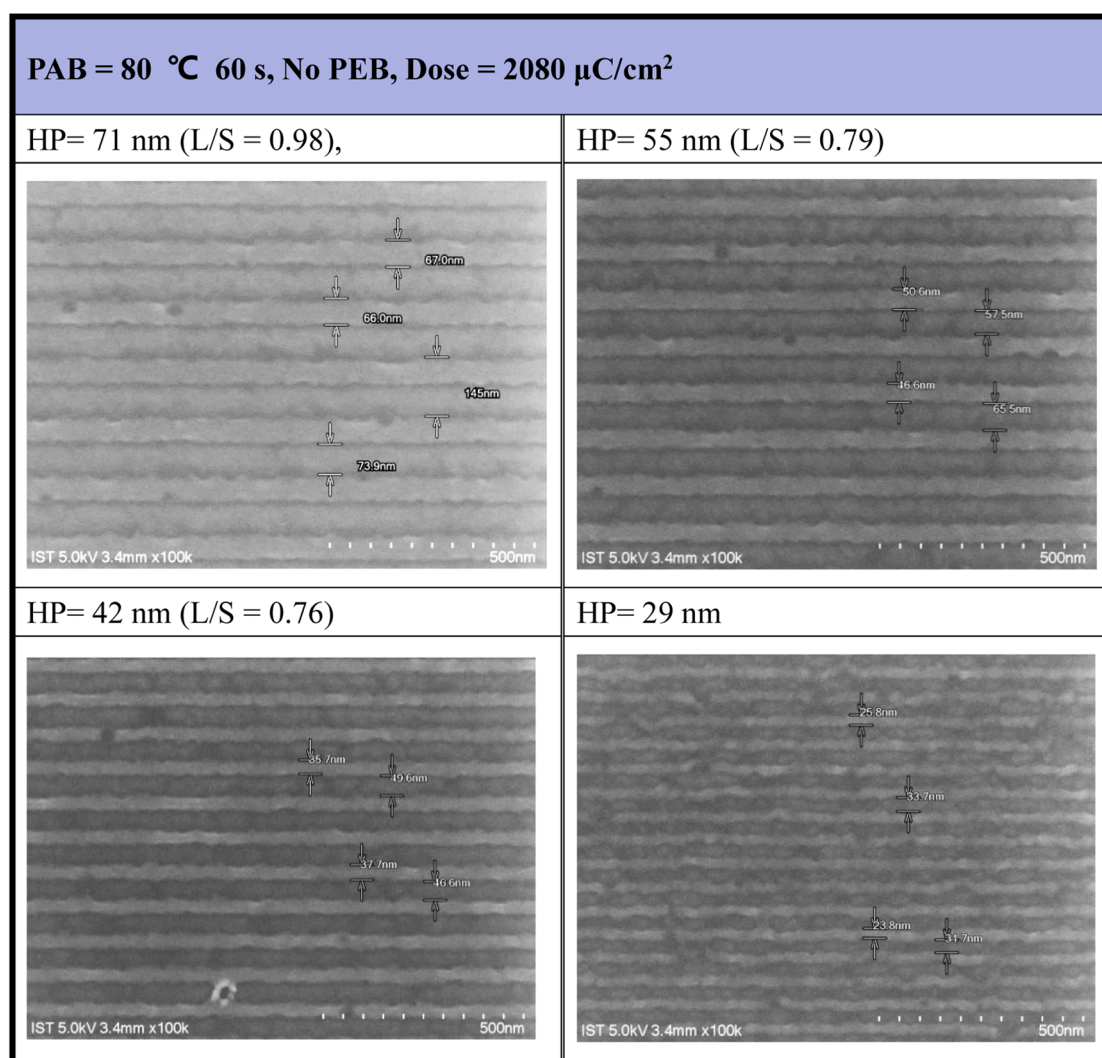 PAB = 80 ℃ 60 s, No PEB, Dose = 2080 μC/cm²
HP= 71 nm (L/S = 0.98),
HP= 55 nm (L/S = 0.79)
67.0nm
66.0nm
145nm
73.9nm
IST 5.0kV 3.4mm x100k
500nm
50.6nm
57.5nm
46.6nm
65.5nm
IST 5.0kV 3.4mm x100k
500nm
HP= 42 nm (L/S = 0.76)
HP= 29 nm
35.7nm
49.6nm
37.7nm
46.6nm
IST 5.0kV 3.4mm x100k
500nm
25.8nm
33.7nm
23.8nm
31.7nm
IST 5.0kV 3.4mm x100k
500nm